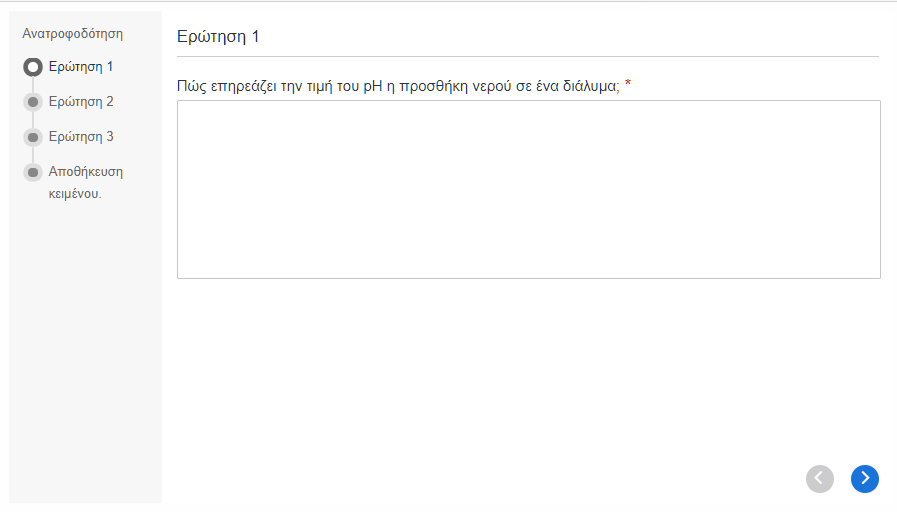 Ανατροφοδότηση
Ερώτηση 1
Ερώτηση 2
Ερώτηση 3
Αποθήκευση
κειμένου.
Ερώτηση 1
Πώς επηρεάζει την τιμή του pH η προσθήκη νερού σε ένα διάλυμα; *